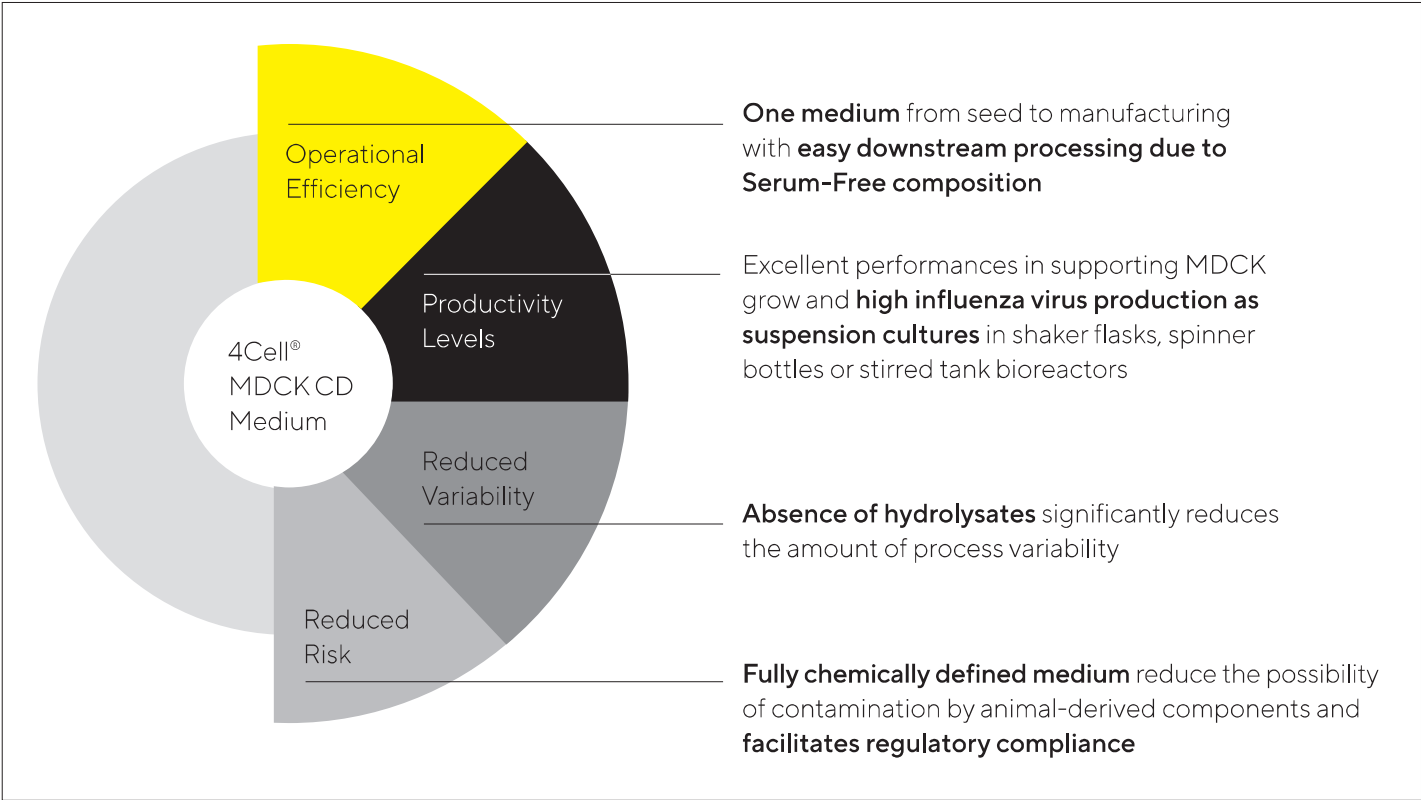 One medium from seed to manufacturing
with easy downstream processing due to
Serum-Free composition
Operational
Efficiency
Excellent performances in supporting MDCK
grow and high influenza virus production as
suspension cultures in shaker flasks, spinner
bottles or stirred tank bioreactors
Productivity
Levels
4Cell®
MDCK CD
Medium
Reduced
Variability
Absence of hydrolysates significantly reduces
the amount of process variability
Reduced
Risk
Fully chemically defined medium reduce the possibility
of contamination by animal-derived components and
facilitates regulatory compliance